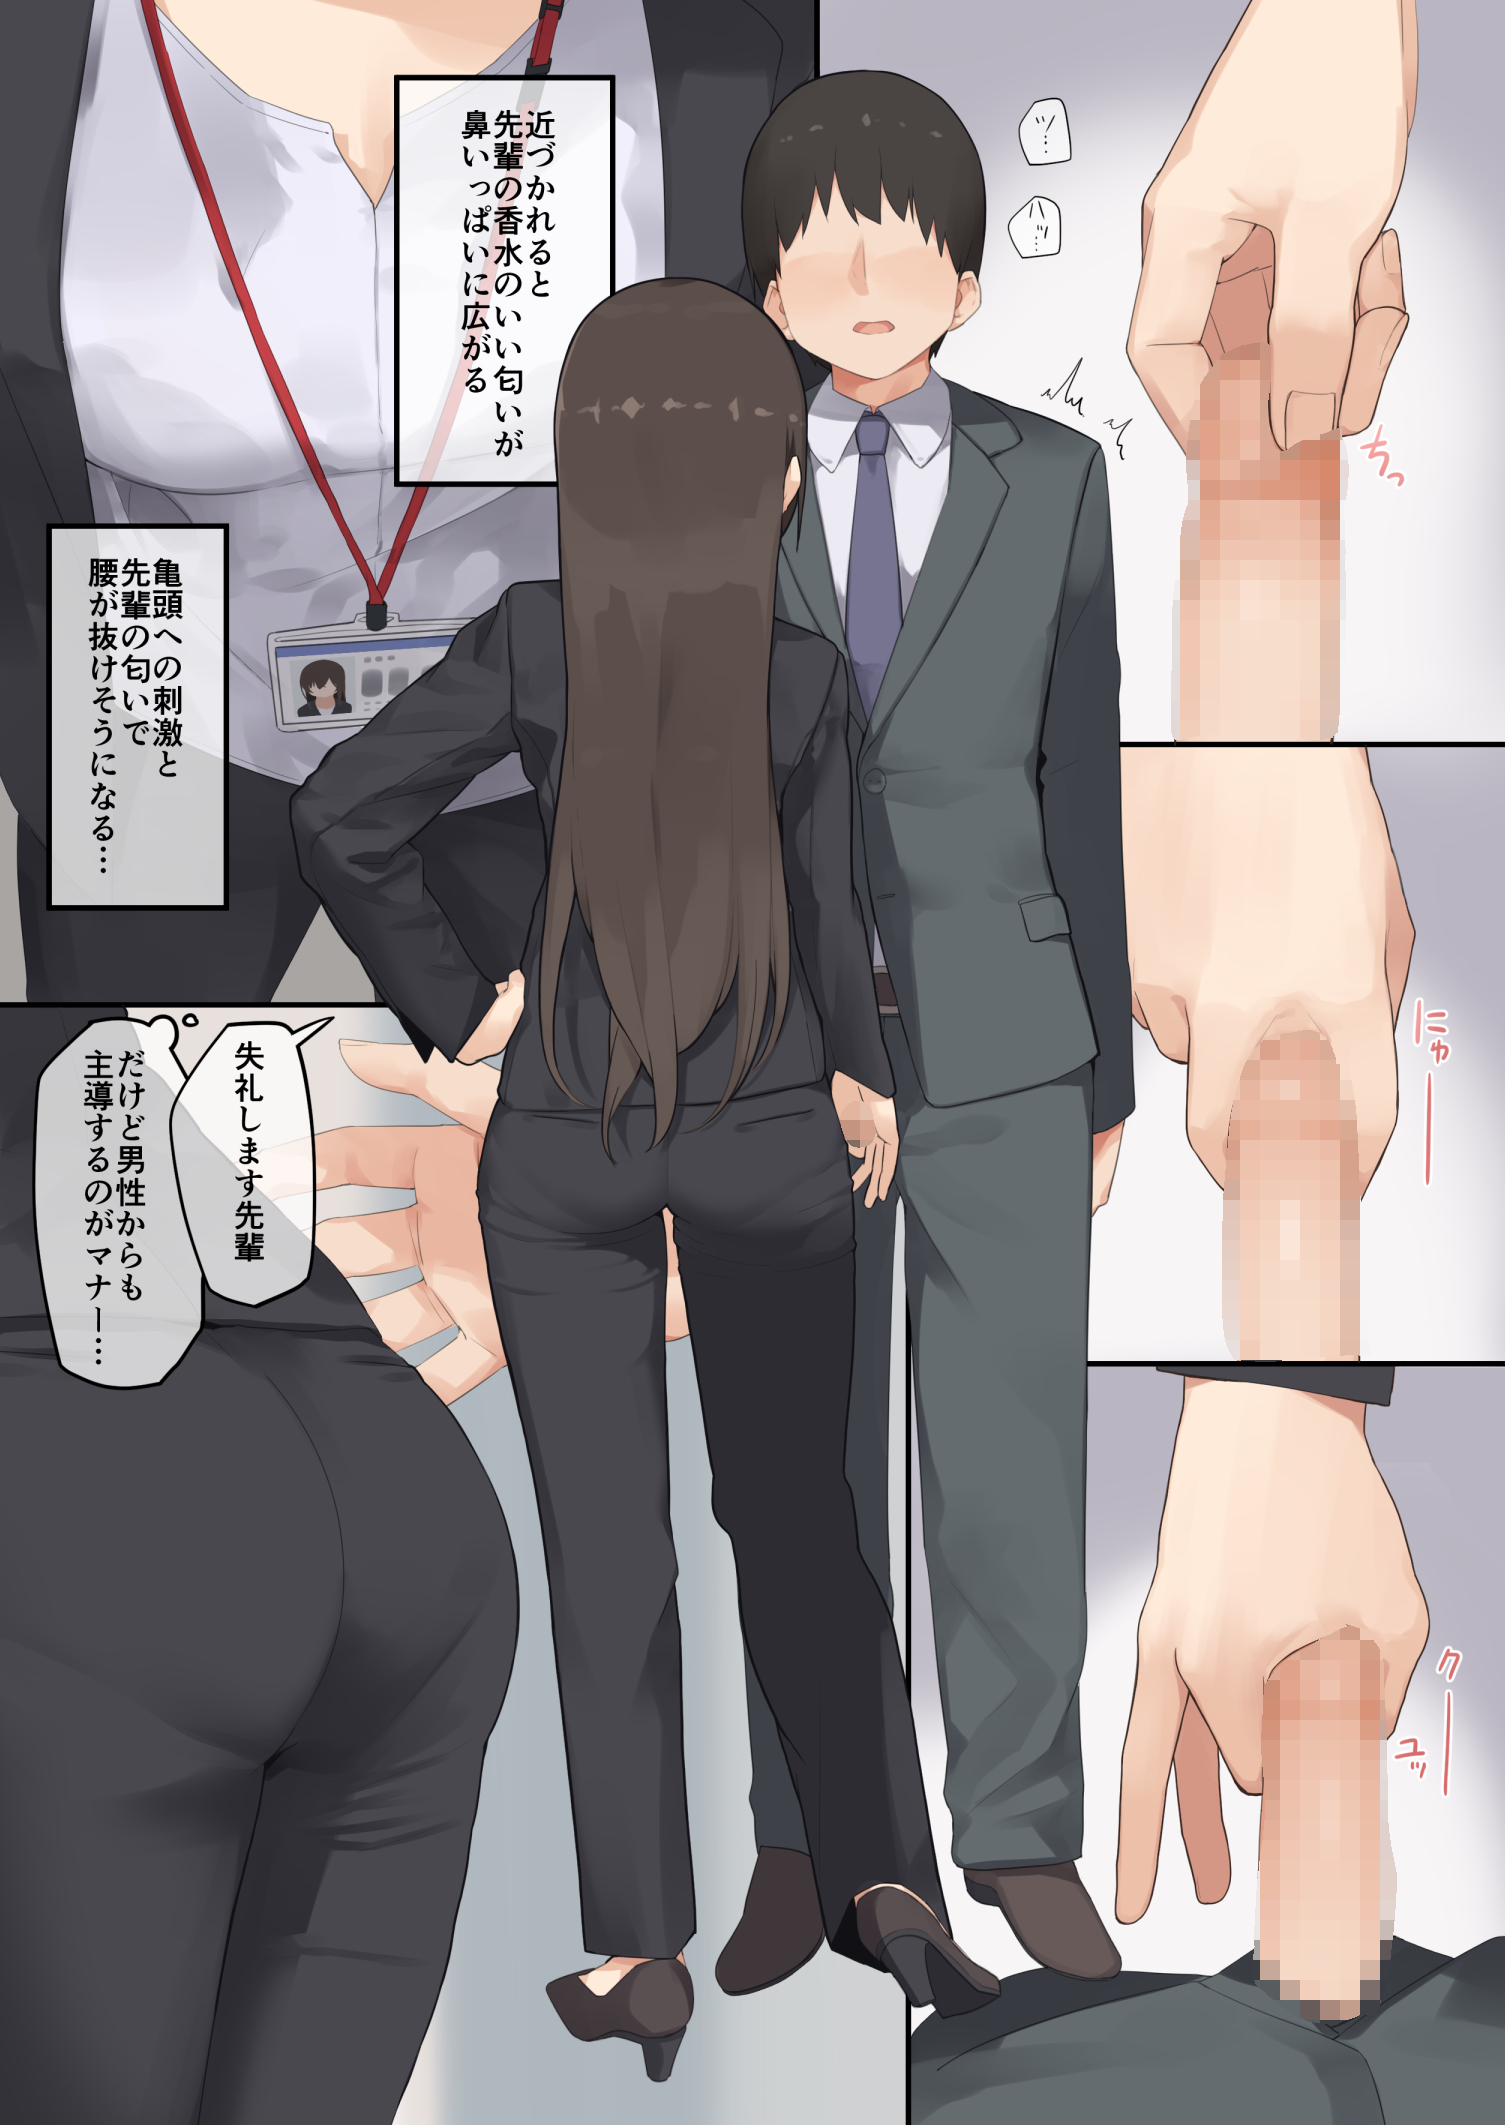 ッ…
ハッ…
ちっ
近づかれると
先輩の香水のいい匂いが
鼻いっぱいに広がる
亀頭への刺激と
先輩の匂いで
腰が抜けそうになる…
にゅー
失礼します先輩
だけど男性からも
主導するのがマナー…
クーュッ